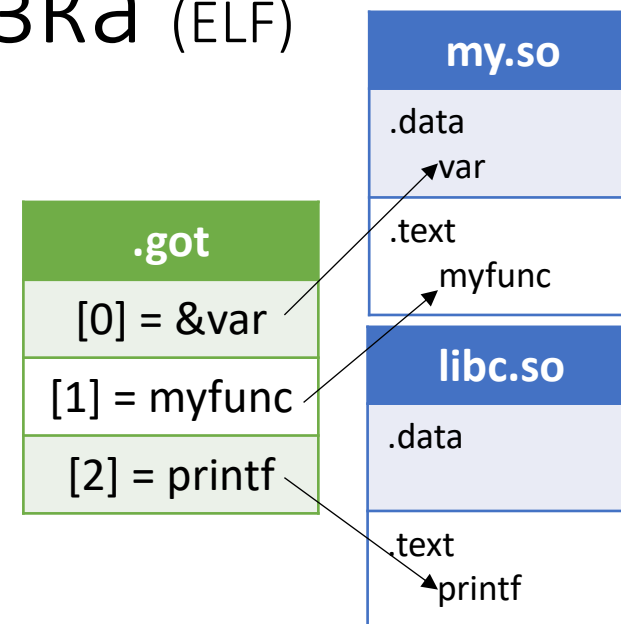 зка (ELF)
.got
[0] = &var
[1] = myfunc
[2] = printf
my.so
.data
var
.text
myfunc
libc.so
.data
.text
printf